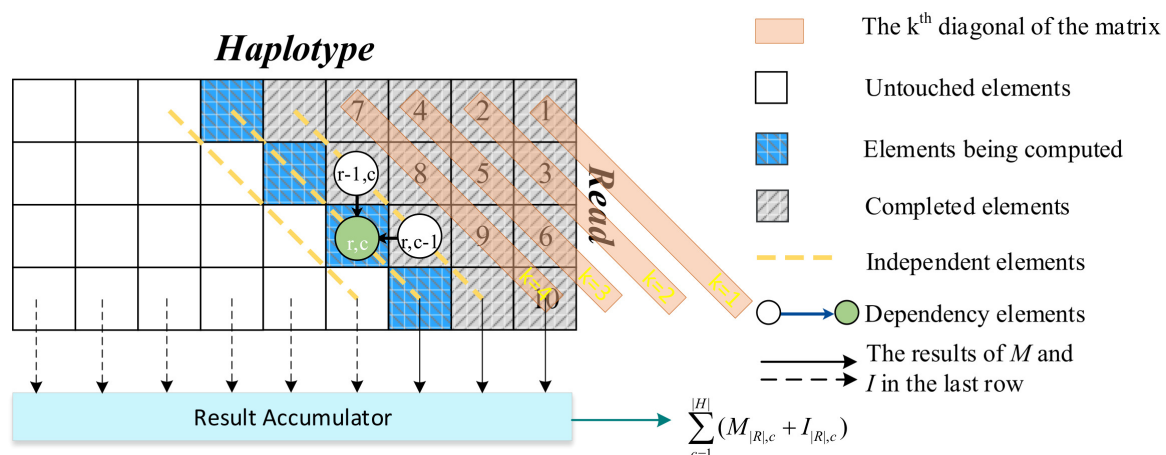 Haplotype
7 4 2 1
r-1,c 8 5 3
r,c r,c-1 9 6
10
Read
k=4 k=3 k=2 k=1
Result Accumulator
\sum_{c=1}^{|H|}(M_{|R|,c} + I_{|R|,c})
The k^th diagonal of the matrix
Untouched elements
Elements being computed
Completed elements
Independent elements
Dependency elements
The results of M and
I in the last row